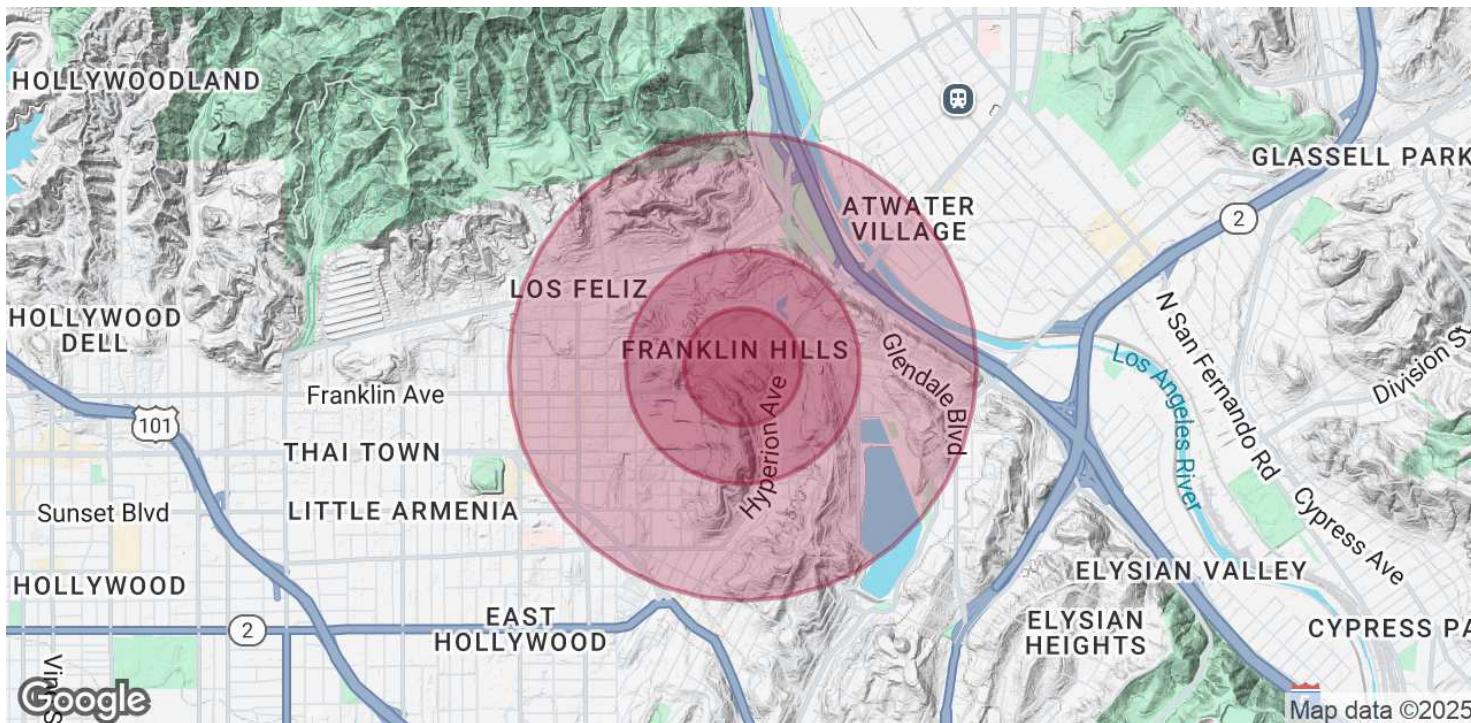 HOLLYWOODLAND
GLASSELL PARK
2
ATWATER
VILLAGE
LOS FELIZ
HOLLYWOOD
DELL
FRANKLIN HILLS
N San Fernando Rd
Los Angeles River
Division St
Glendale Blvd
Franklin Ave
Hyperion Ave
101
THAI TOWN
Sunset Blvd
LITTLE ARMENIA
Cypress Ave
HOLLYWOOD
ELYSIAN VALLEY
2
EAST
HOLLYWOOD
ELYSIAN
HEIGHTS
CYPRESS PA
Google
Map data ©2025